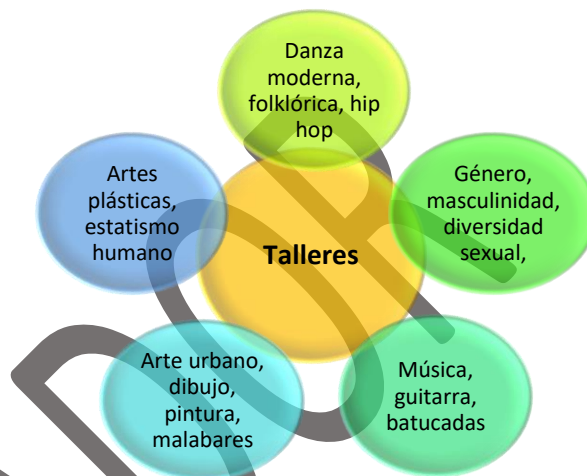 Danza
moderna,
folklórica, hip
hop
Género,
masculinidad,
diversidad
sexual,
Música,
guitarra,
batucadas
Arte urbano,
dibujo,
pintura,
malabares
Artes
plásticas,
estatismo
humano
Talleres